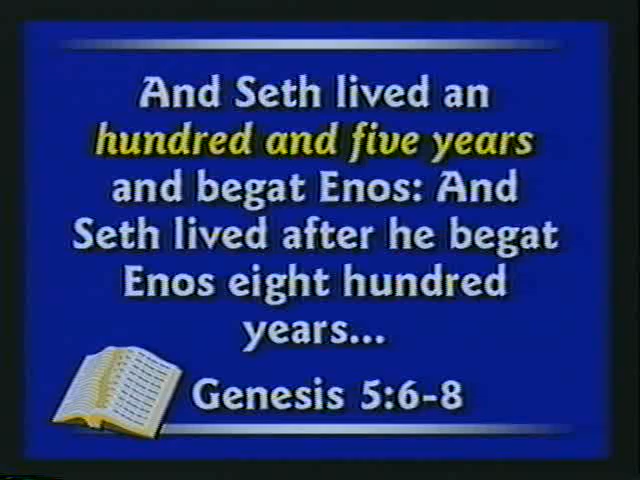 And Seth lived an
hundred and five years
and begat Enos: And
Seth lived after he begat
Enos eight hundred
years...
Genesis 5:6-8